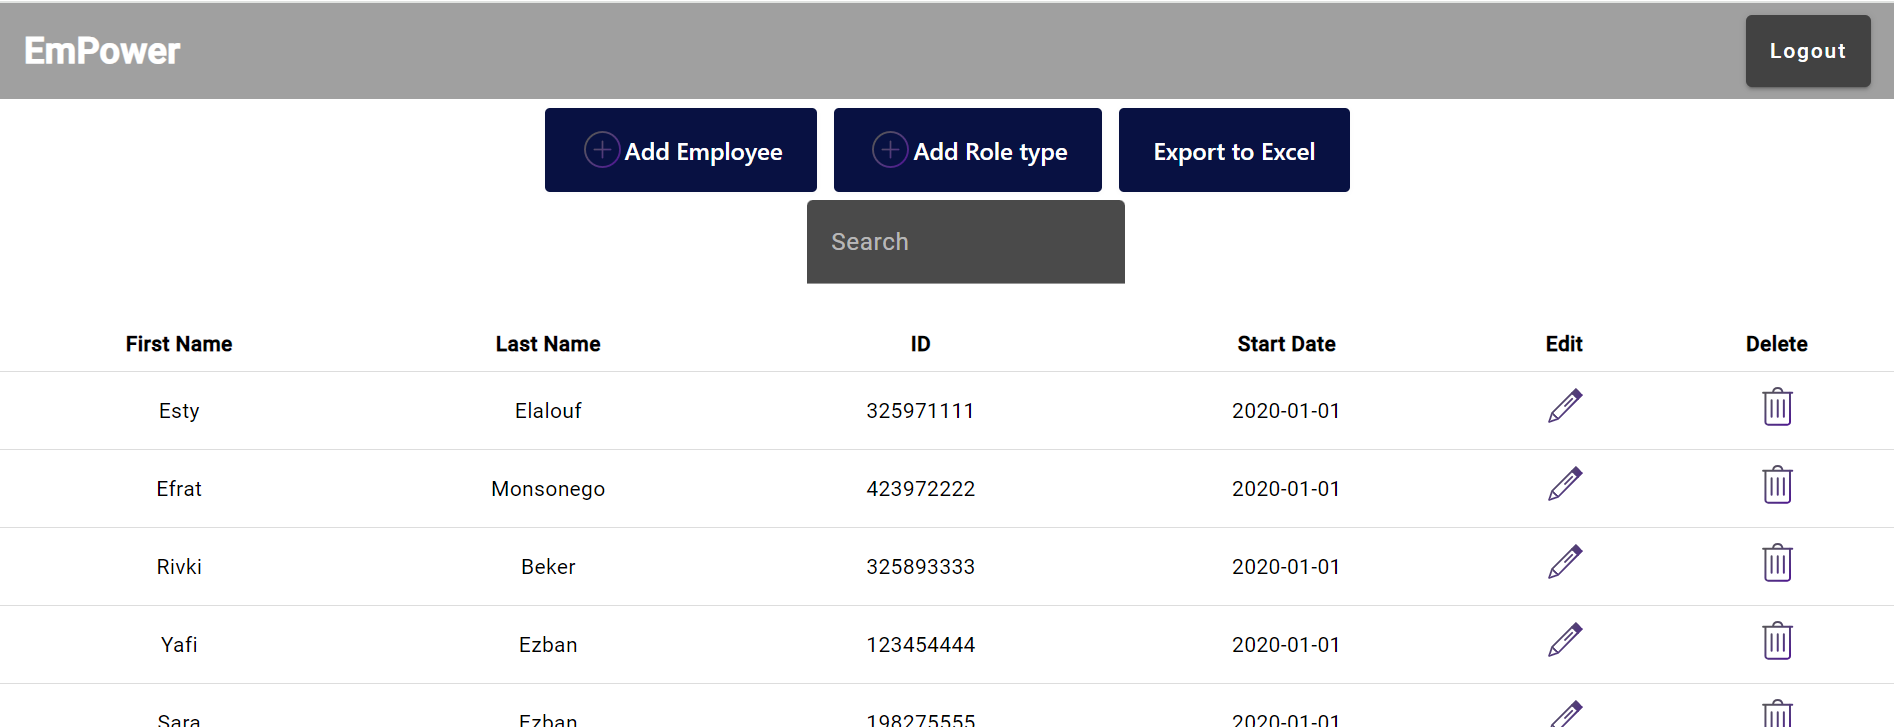 EmPower Logout
Add Employee Add Role type Export to Excel
Search
First Name Last Name ID Start Date Edit Delete
Esty Elalouf 325971111 2020-01-01
Efrat Monsonego 423972222 2020-01-01
Rivki Beker 325893333 2020-01-01
Yafi Ezban 123454444 2020-01-01
Sara Ezban 198275555 2020-01-01